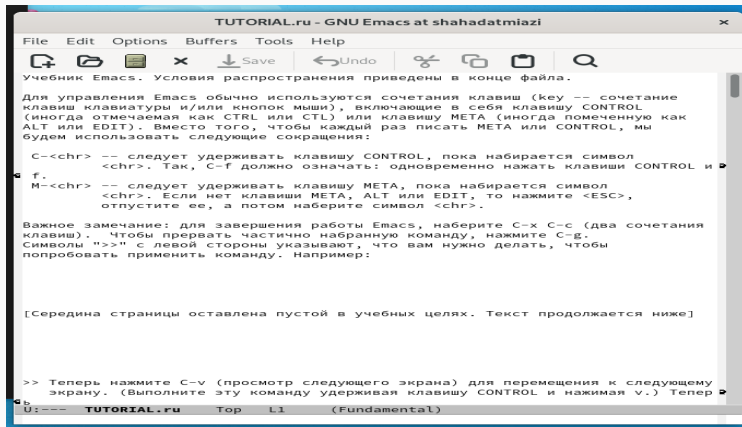 TUTORIAL.ru - GNU Emacs at shahadatmiazi
File Edit Options Buffers Tools Help
Save Undo
Учебник Emacs. Условия распространения приведены в конце файла.
Для управления Emacs обычно используются сочетания клавиш (key -- сочетание
клавиш клавиатуры и/или кнопок мыши), включающие в себя клавишу CONTROL
(иногда отмечаемая как CTRL или CTL) или клавишу META (иногда помеченную как
ALT или EDIT). Вместо того, чтобы каждый раз писать META или CONTROL, мы
будем использовать следующие сокращения:
C-<chr> -- следует удерживать клавишу CONTROL, пока набирается символ
<chr>. Так, C-f должно означать: одновременно нажать клавиши CONTROL и
f.
M-<chr> -- следует удерживать клавишу META, пока набирается символ
<chr>. Если нет клавиши META, ALT или EDIT, то нажмите <ESC>,
отпустите ее, а потом наберите символ <chr>.
Важное замечание: для завершения работы Emacs, наберите C-x C-c (два сочетания
клавиш). Чтобы прервать частично набранную команду, нажмите C-g.
Символы ">>" с левой стороны указывают, что вам нужно делать, чтобы
попробовать применить команду. Например:
[Середина страницы оставлена пустой в учебных целях. Текст продолжается ниже]
>> Теперь нажмите C-v (просмотр следующего экрана) для перемещения к следующему
экрану. (Выполните эту команду удерживая клавишу CONTROL и нажимая v.) Тепер
ь
U:--- TUTORIAL.ru Top L1 (Fundamental)